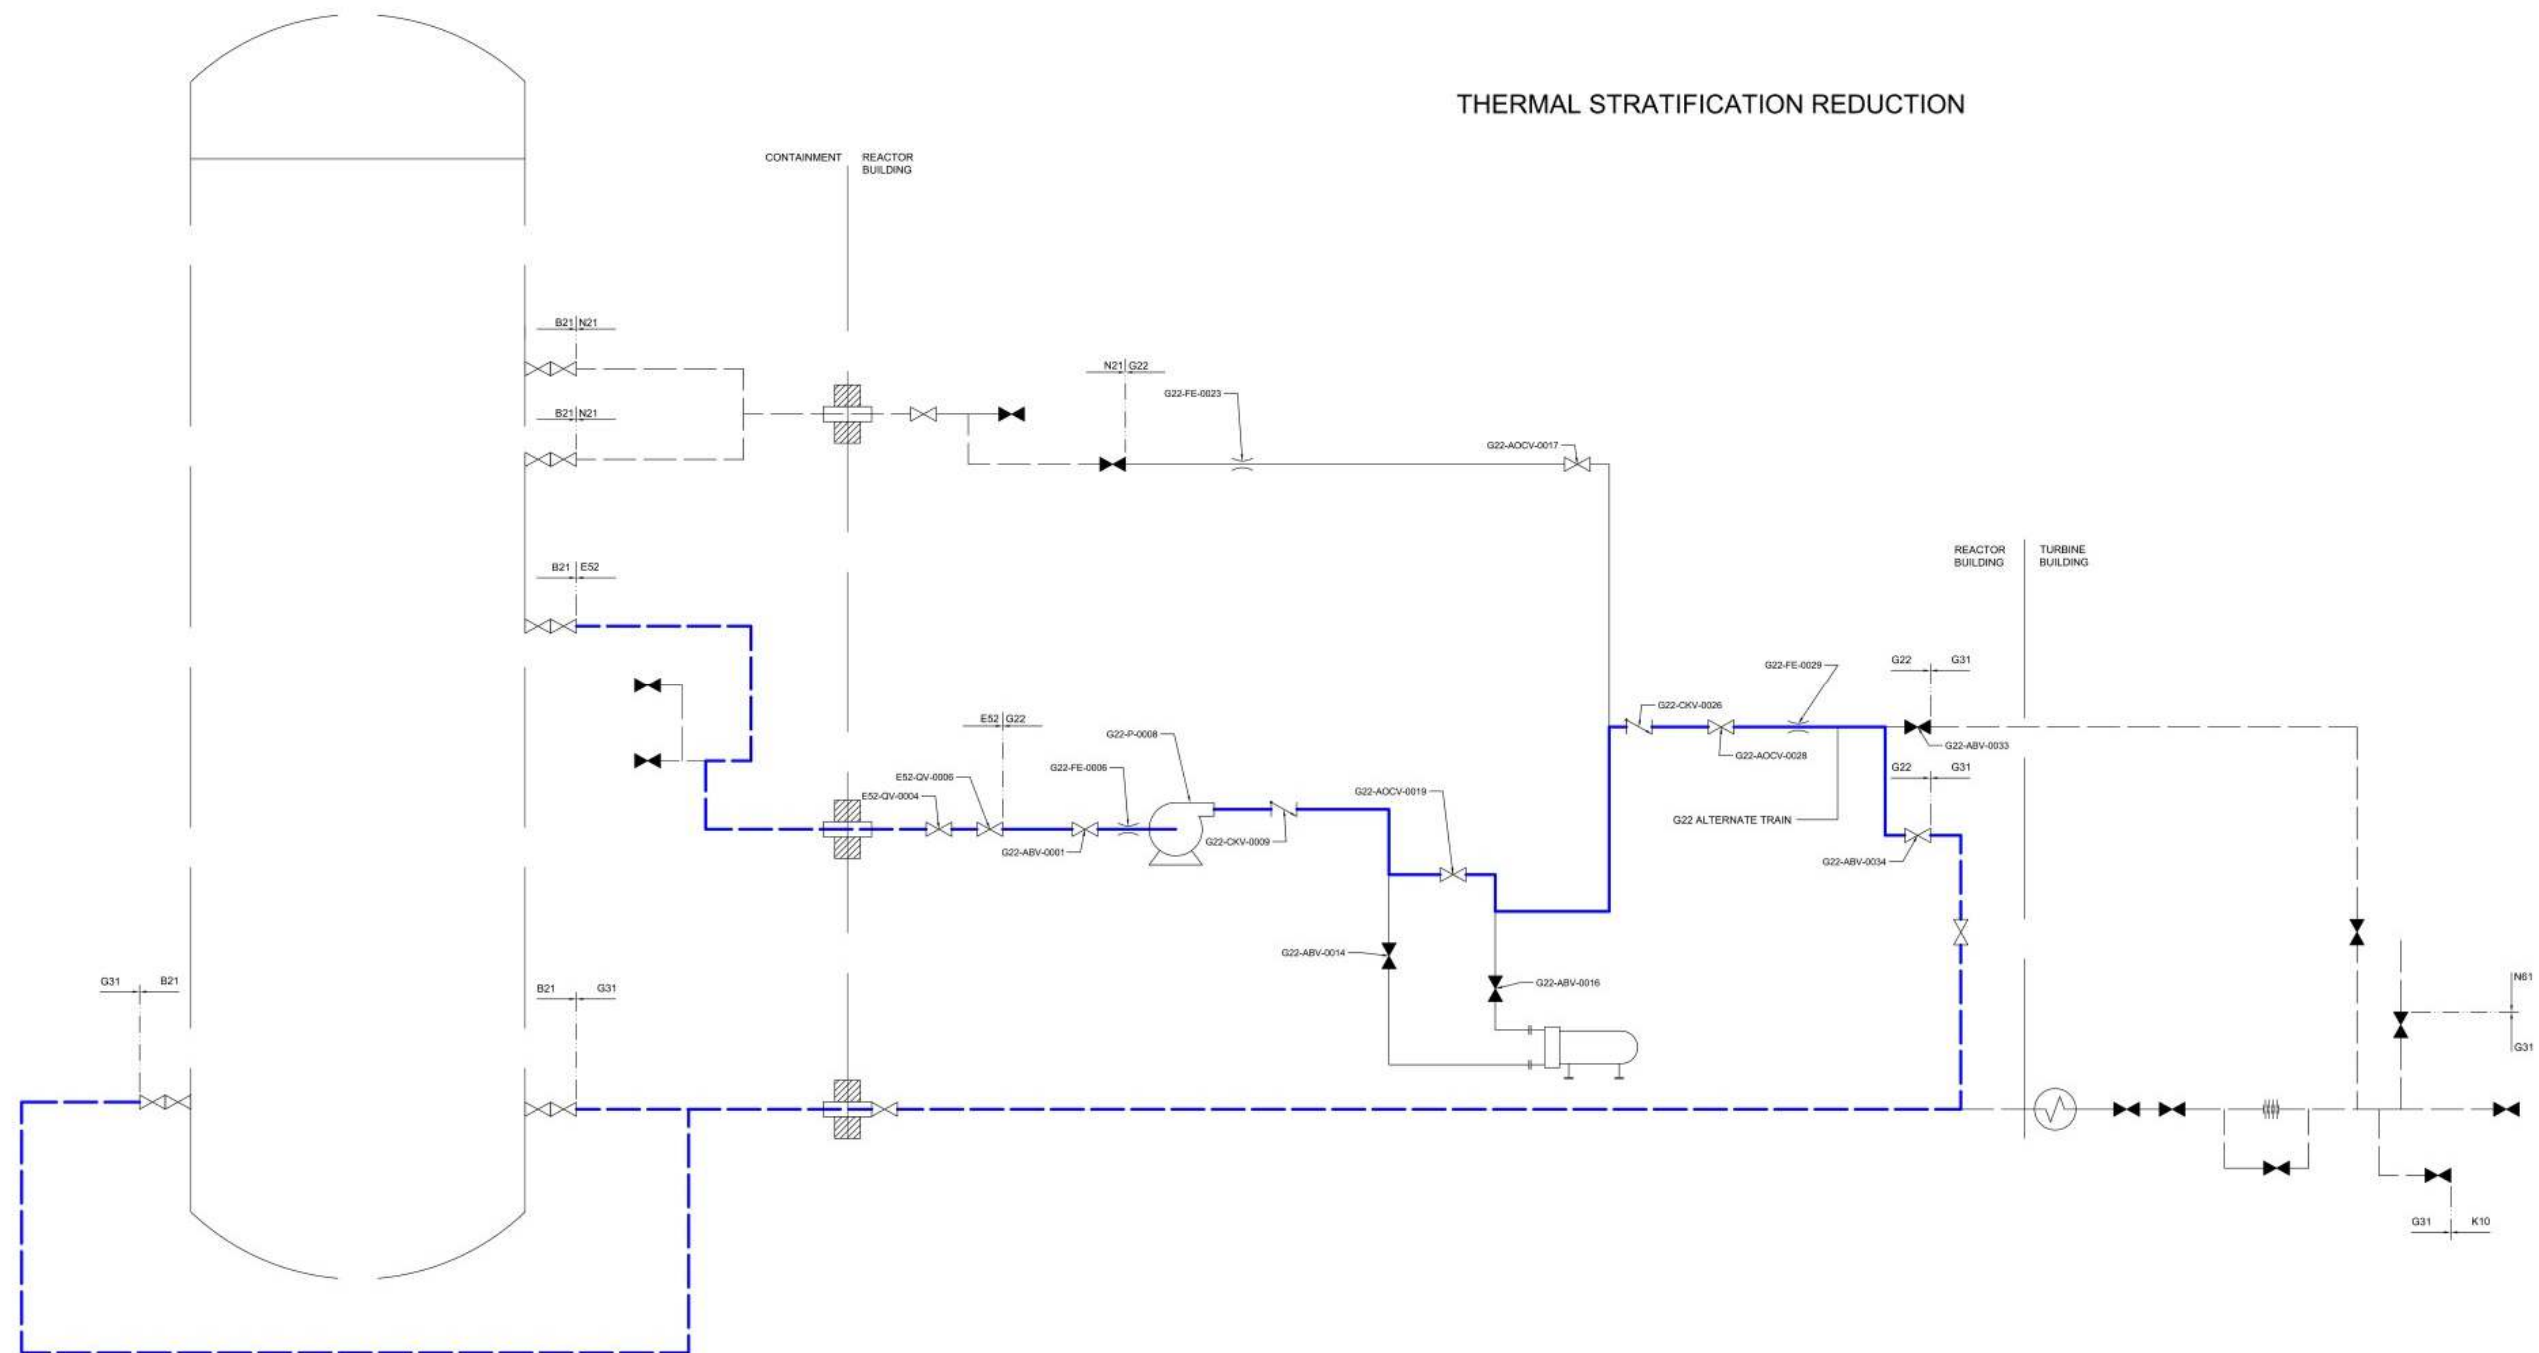 THERMAL STRATIFICATION REDUCTION
CONTAINMENT
REACTOR
BUILDING
B21 N21
N21 G22
G22-FE-0023
B21 N21
G22-AOCV-0017
REACTOR
BUILDING
TURBINE
BUILDING
B21 E52
G22 G31
G22-FE-0029
G22-CKV-0026
E52 G22
G22-P-0008
G22-ABV-0033
G22-AOCV-0028
G22-FE-0006
G22 G31
E52-QV-0006
G22-AOCV-0019
E52-QV-0004
G22 ALTERNATE TRAIN
G22-CKV-0009
G22-ABV-0001
G22-ABV-0034
G22-ABV-0014
G31 B21
B21 G31
G22-ABV-0016
N61
G31
G31 K10